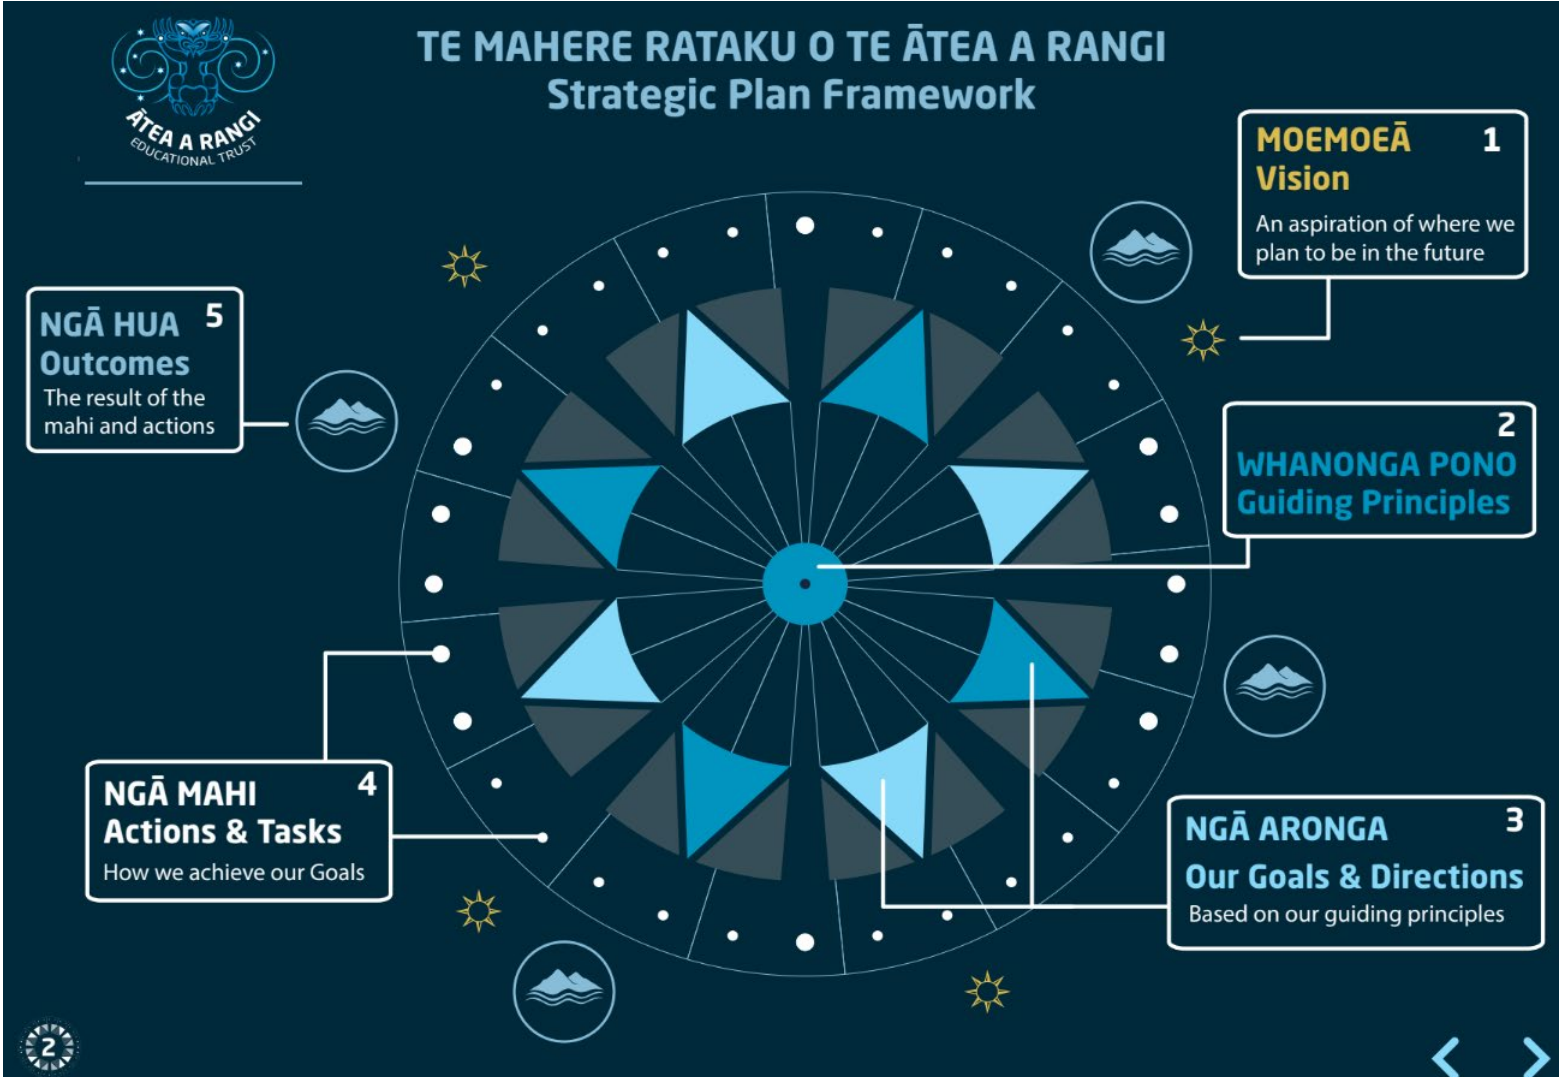 ĀTEA A RANGI
EDUCATIONAL TRUST
TE MAHERE RATAKU O TE ĀTEA A RANGI
Strategic Plan Framework
MOEMOEĀ 1
Vision
An aspiration of where we
plan to be in the future
2
WHANONGA PONO
Guiding Principles
NGĀ ARONGA 3
Our Goals & Directions
Based on our guiding principles
NGĀ MAHI 4
Actions & Tasks
How we achieve our Goals
NGĀ HUA 5
Outcomes
The result of the
mahi and actions
2